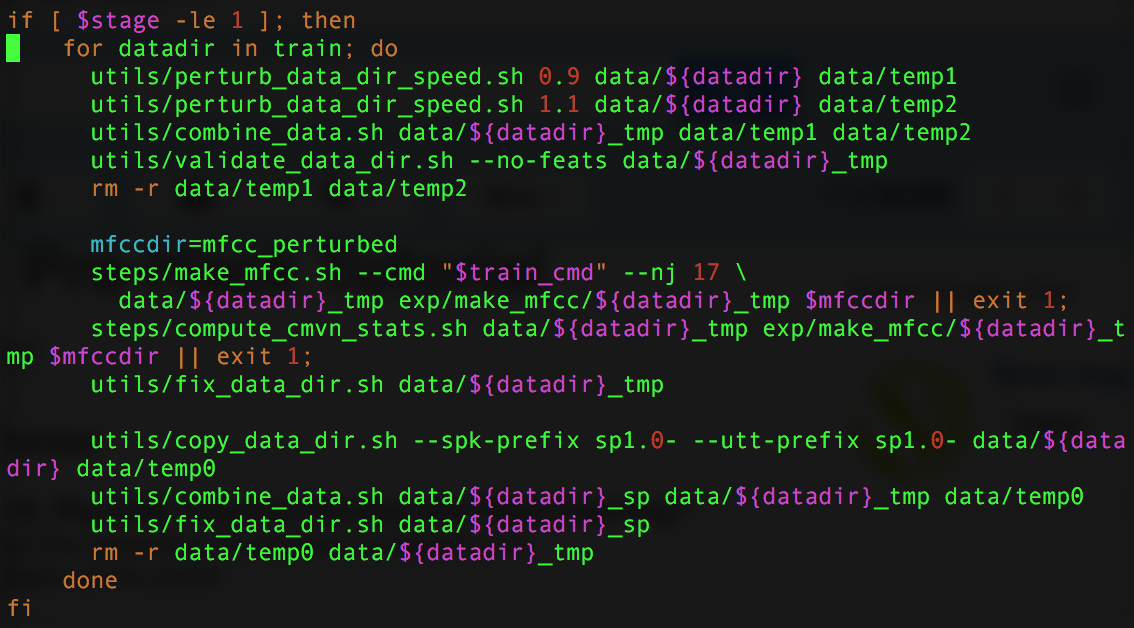 if [ $stage -le 1 ]; then
    for datadir in train; do
      utils/perturb_data_dir_speed.sh 0.9 data/${datadir} data/temp1
      utils/perturb_data_dir_speed.sh 1.1 data/${datadir} data/temp2
      utils/combine_data.sh data/${datadir}_tmp data/temp1 data/temp2
      utils/validate_data_dir.sh --no-feats data/${datadir}_tmp
      rm -r data/temp1 data/temp2

      mfccdir=mfcc_perturbed
      steps/make_mfcc.sh --cmd "$train_cmd" --nj 17 \
        data/${datadir}_tmp exp/make_mfcc/${datadir}_tmp $mfccdir || exit 1;
      steps/compute_cmvn_stats.sh data/${datadir}_tmp exp/make_mfcc/${datadir}_t
mp $mfccdir || exit 1;
      utils/fix_data_dir.sh data/${datadir}_tmp

      utils/copy_data_dir.sh --spk-prefix sp1.0- --utt-prefix sp1.0- data/${data
dir} data/temp0
      utils/combine_data.sh data/${datadir}_sp data/${datadir}_tmp data/temp0
      utils/fix_data_dir.sh data/${datadir}_sp
      rm -r data/temp0 data/${datadir}_tmp
    done
fi